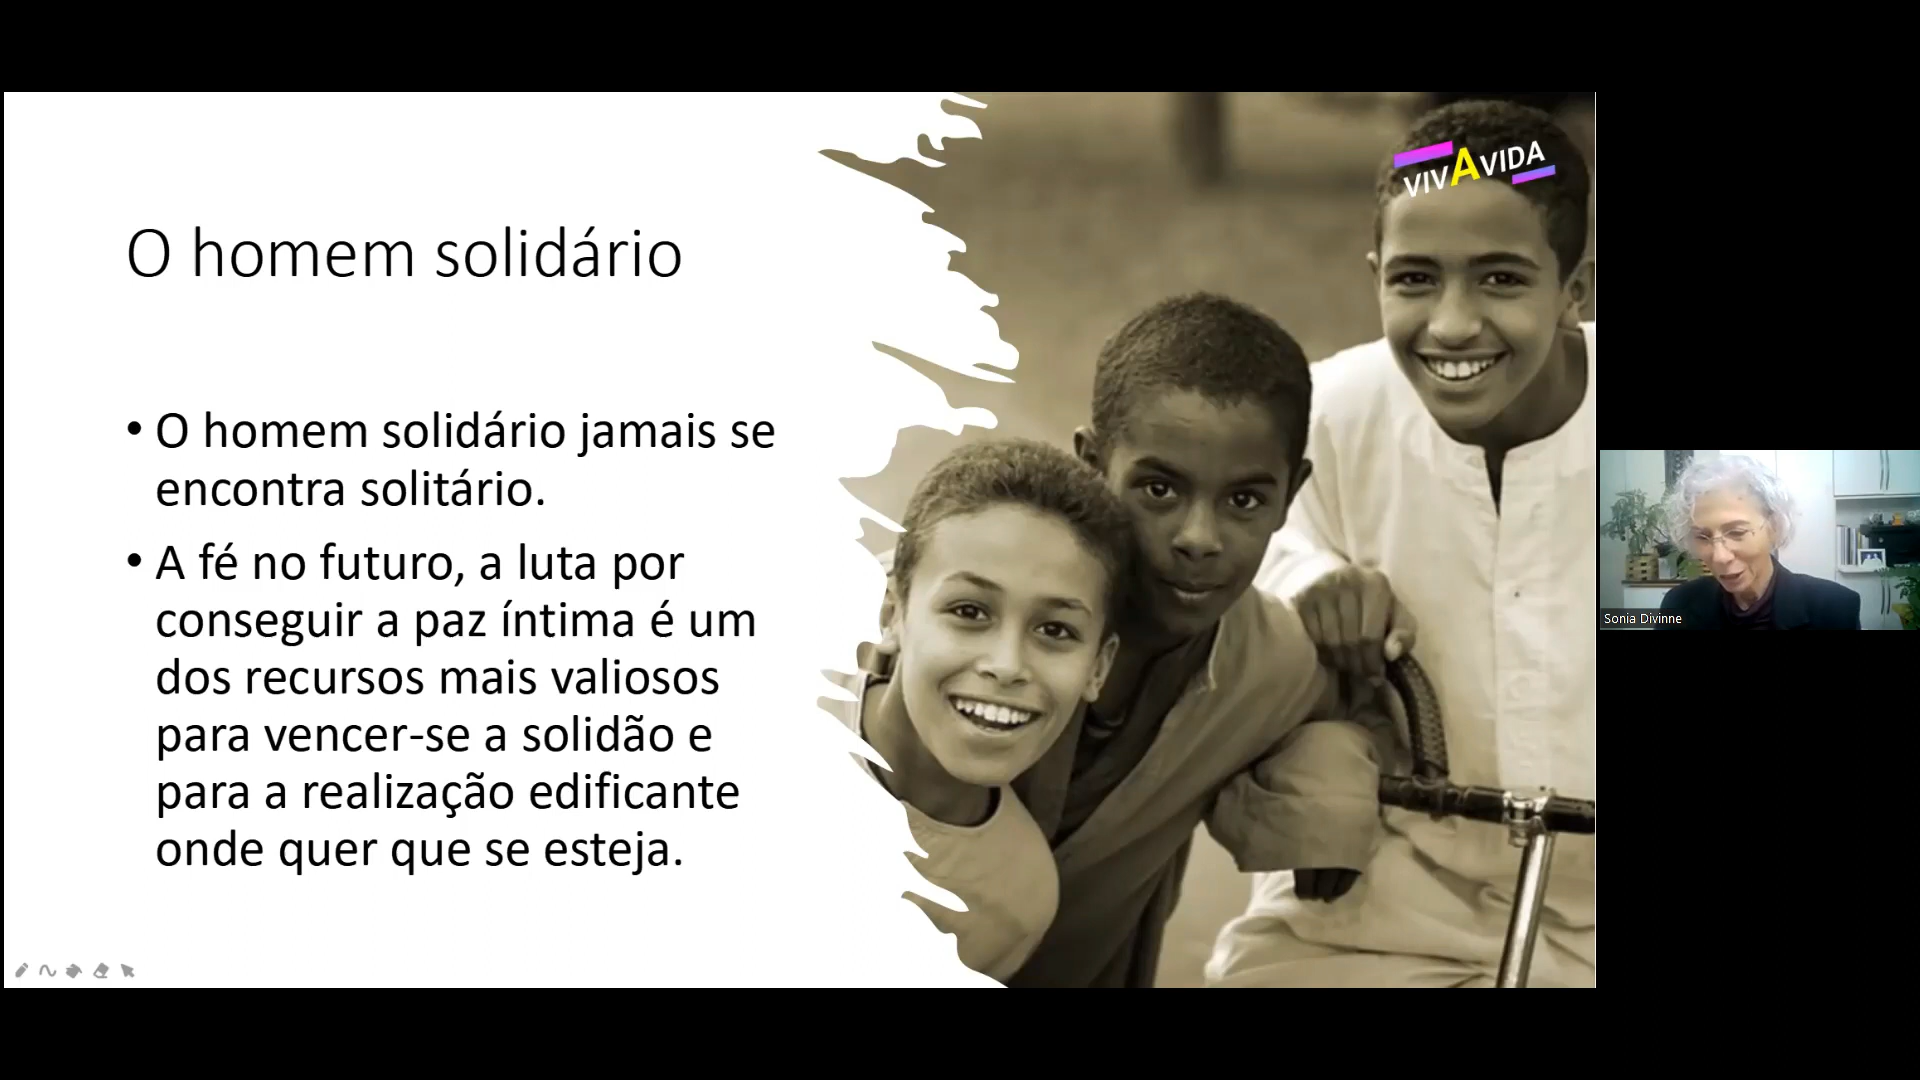 VIVAVIDA
O homem solidário
• O homem solidário jamais se
encontra solitário.
• A fé no futuro, a luta por
conseguir a paz íntima é um
dos recursos mais valiosos
para vencer-se a solidão e
para a realização edificante
onde quer que se esteja.
Sonia Divinne